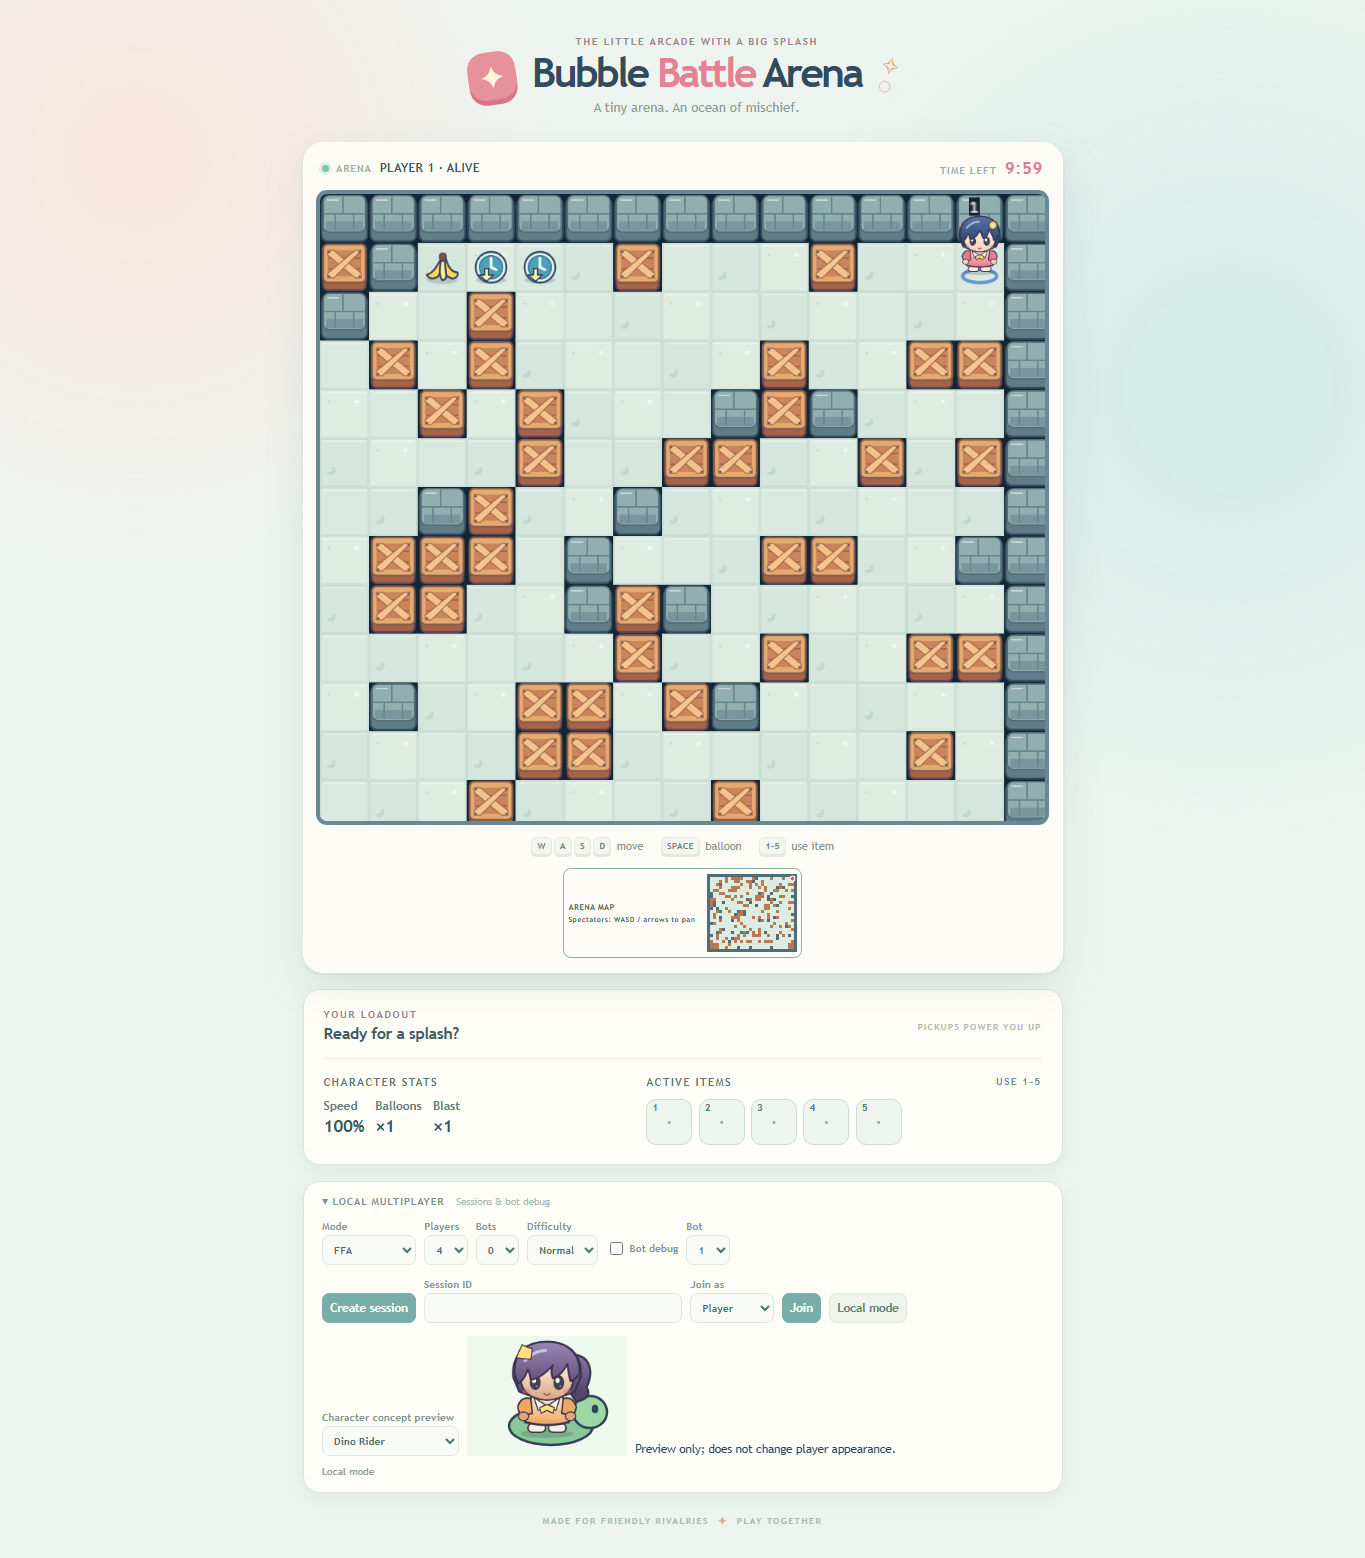 THE LITTLE ARCADE WITH A BIG SPLASH
Bubble Battle Arena
A tiny arena. An ocean of mischief.
ARENA PLAYER 1 · ALIVE
TIME LEFT 9:59
1
W A S D move SPACE balloon 1-5 use item
ARENA MAP
Spectators: WASD / arrows to pan
YOUR LOADOUT
Ready for a splash?
PICKUPS POWER YOU UP
CHARACTER STATS
Speed Balloons Blast
100% ×1 ×1
ACTIVE ITEMS
USE 1-5
1 2 3 4 5
▼ LOCAL MULTIPLAYER Sessions & bot debug
Mode Players Bots Difficulty Bot
FFA 4 0 Normal Bot debug 1
Session ID Join as
Create session Player Join Local mode
Character concept preview
Dino Rider
Preview only; does not change player appearance.
Local mode
MADE FOR FRIENDLY RIVALRIES ✦ PLAY TOGETHER